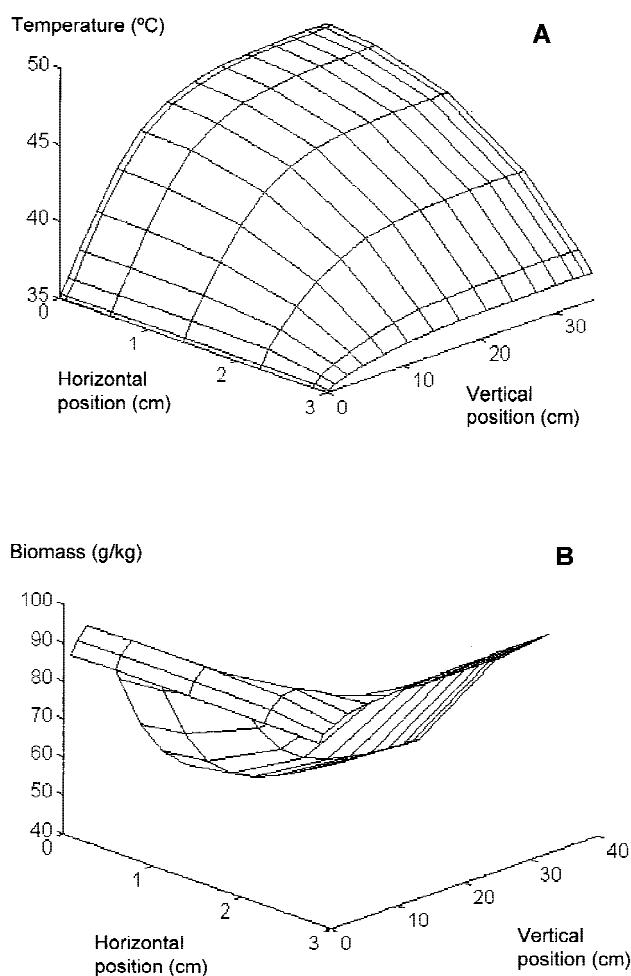 Temperature (ºC)
A
50
45
40
35
0
1
2
3
0
10
20
30
Horizontal
position (cm)
Vertical
position (cm)
Biomass (g/kg)
B
100
90
80
70
60
50
40
0
1
2
3
0
10
20
30
40
Horizontal
position (cm)
Vertical
position (cm)